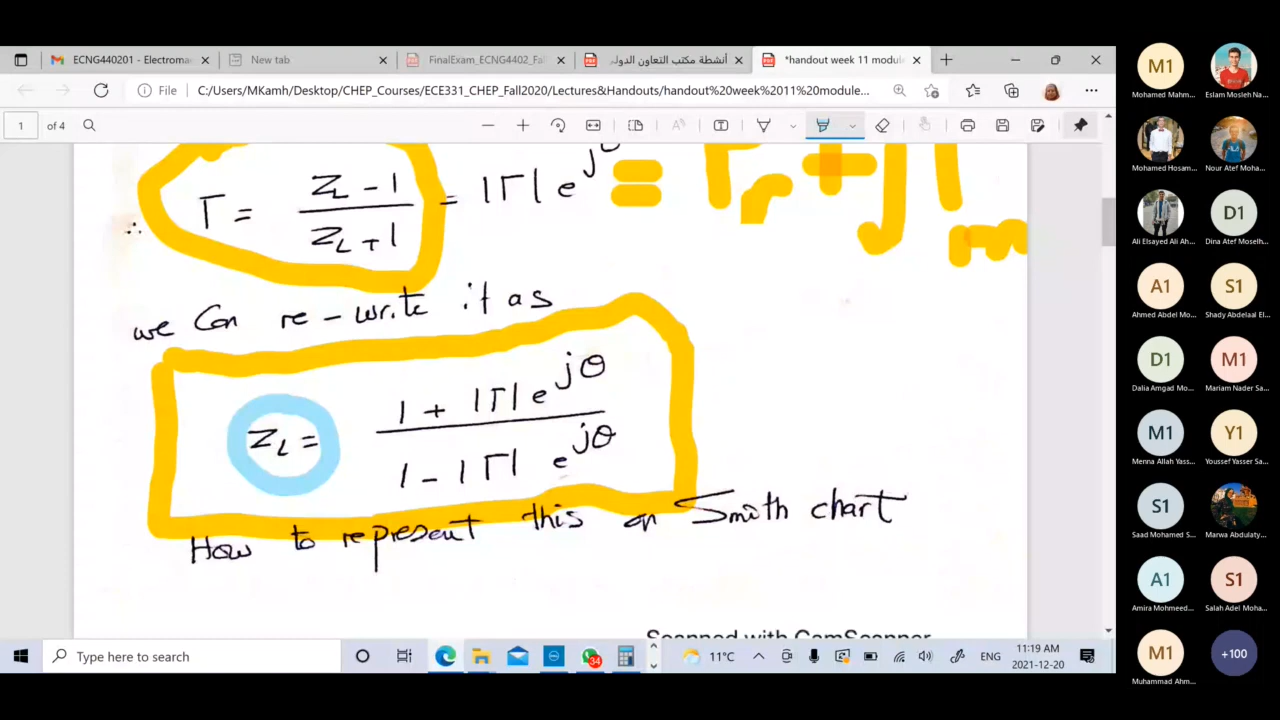 ECNG440201 - Electroma
New tab
FinalExam_ECNG4402_Fal
أنشطة مكتب التعاون الدولي
*handout week 11 modul
File
C:/Users/MKamh/Desktop/CHEP_Courses/ECE331_CHEP_Fall2020/Lectures&Handouts/handout%20week%2011%20module...
1 of 4
∴ Γ = (z_L - 1)/(z_L + 1) = |Γ| e^jθ = Γr + jΓm
we Can re-write it as
z_L = (1 + |Γ| e^jθ)/(1 - |Γ| e^jθ)
How to represent this on Smith chart
Scanned with CamScanner
Type here to search
34
11°C
ENG
11:19 AM
2021-12-20
M1
Mohamed Mahm...
Eslam Mosleh Na...
Mohamed Hosam...
Nour Atef Moha...
Ali Elsayed Ali Ah...
D1
Dina Atef Moselh...
A1
Ahmed Abdel Mo...
S1
Shady Abdelaal El...
D1
Dalia Amgad Mo...
M1
Mariam Nader Sa...
M1
Menna Allah Yass...
Y1
Youssef Yasser Sa...
S1
Saad Mohamed S...
Marwa Abdulaty...
A1
Amira Mohmeed...
S1
Salah Adel Moha...
M1
Muhammad Ahm...
+100